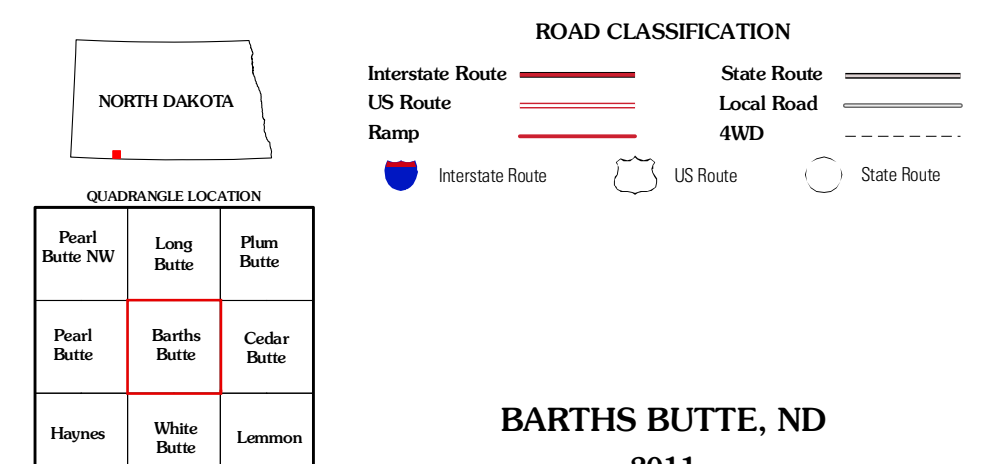 ROAD CLASSIFICATION
Interstate Route
State Route
US Route
Local Road
Ramp
4WD
Interstate Route
US Route
State Route
NORTH DAKOTA
QUADRANGLE LOCATION
Pearl
Butte NW
Long
Butte
Plum
Butte
Pearl
Butte
Barths
Butte
Cedar
Butte
Haynes
White
Butte
Lemmon
BARTHS BUTTE, ND
2011